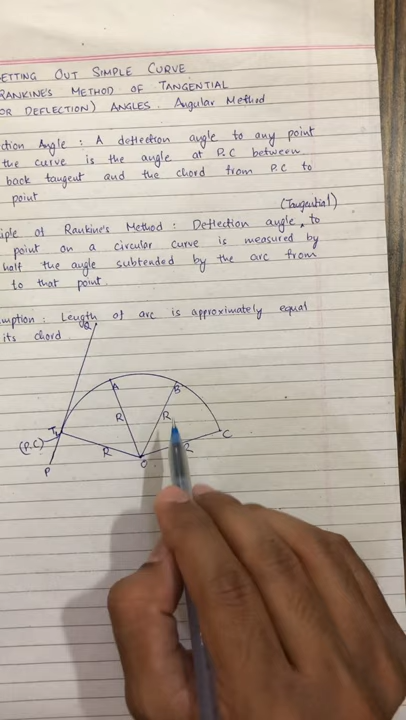 ETTING OUT SIMPLE CURVE
RANKINE'S METHOD OF TANGENTIAL
OR DEFLECTION) ANGLES. Angular Method
ction Angle : A deflection angle to any point
the curve is the angle at P.C between
back tangent and the chord from P.C to
point
(Tangential)
iple of Rankine's Method : Deflection angle, to
point on a circular curve is measured by
half the angle subtended by the arc from
to that point.
mption : Length of arc is approximately equal
its chord
A
B
R
R
T1
C
(P.C)
R
R
O
P